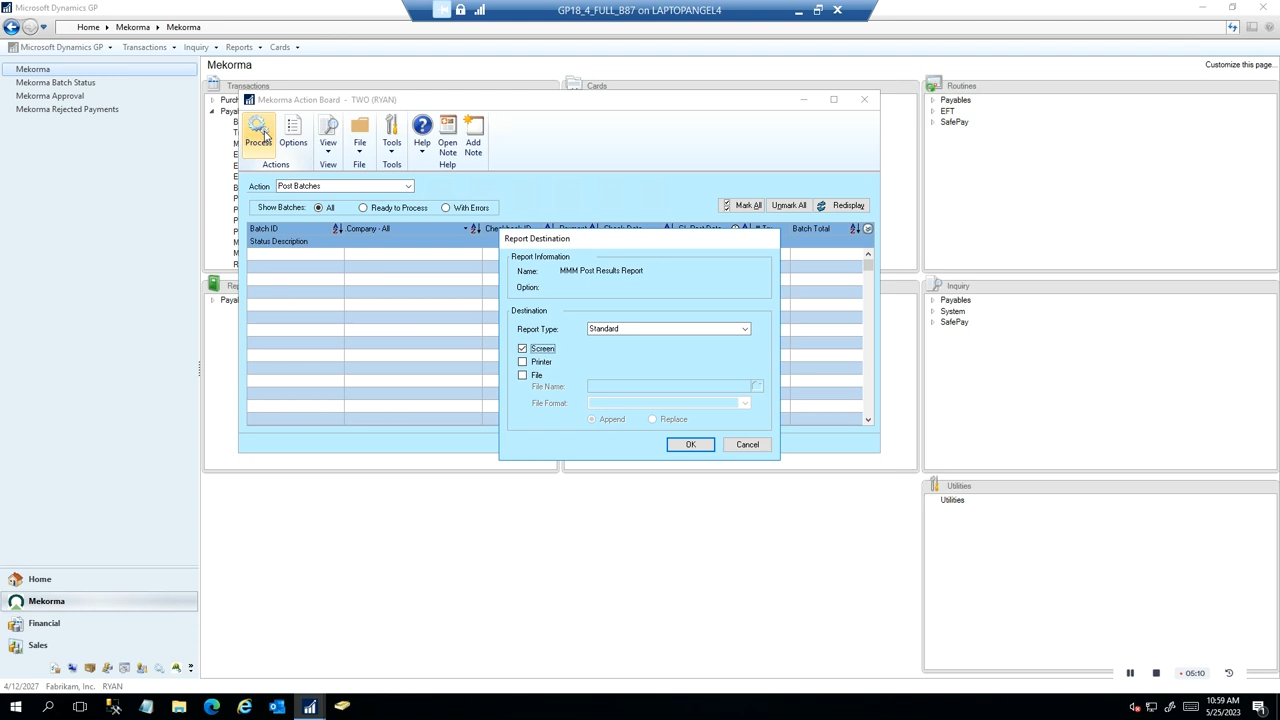 Microsoft Dynamics GP
GP18_4_FULL_B87 on LAPTOPANGEL4
Home
Mekorma
Mekorma
Microsoft Dynamics GP
Transactions
Inquiry
Reports
Cards
Mekorma
Mekorma Batch Status
Mekorma Approval
Mekorma Rejected Payments
Mekorma
Customize this page...
Transactions
Cards
Routines
Payables
EFT
SafePay
Mekorma Action Board - TWO (RYAN)
Process
Options
View
File
Tools
Help
Open Note
Add Note
Actions
View
File
Tools
Help
Action
Post Batches
Show Batches:
All
Ready to Process
With Errors
Mark All
Unmark All
Redisplay
Batch ID
Company - All
Batch Total
Status Description
Report Destination
Report Information
Name:
MMM Post Results Report
Option:
Destination
Report Type:
Standard
Screen
Printer
File
File Name:
File Format:
Append
Replace
OK
Cancel
Inquiry
Payables
System
SafePay
Utilities
Utilities
Home
Mekorma
Financial
Sales
05:10
4/12/2027
Fabrikam, Inc.
RYAN
10:59 AM
5/25/2023